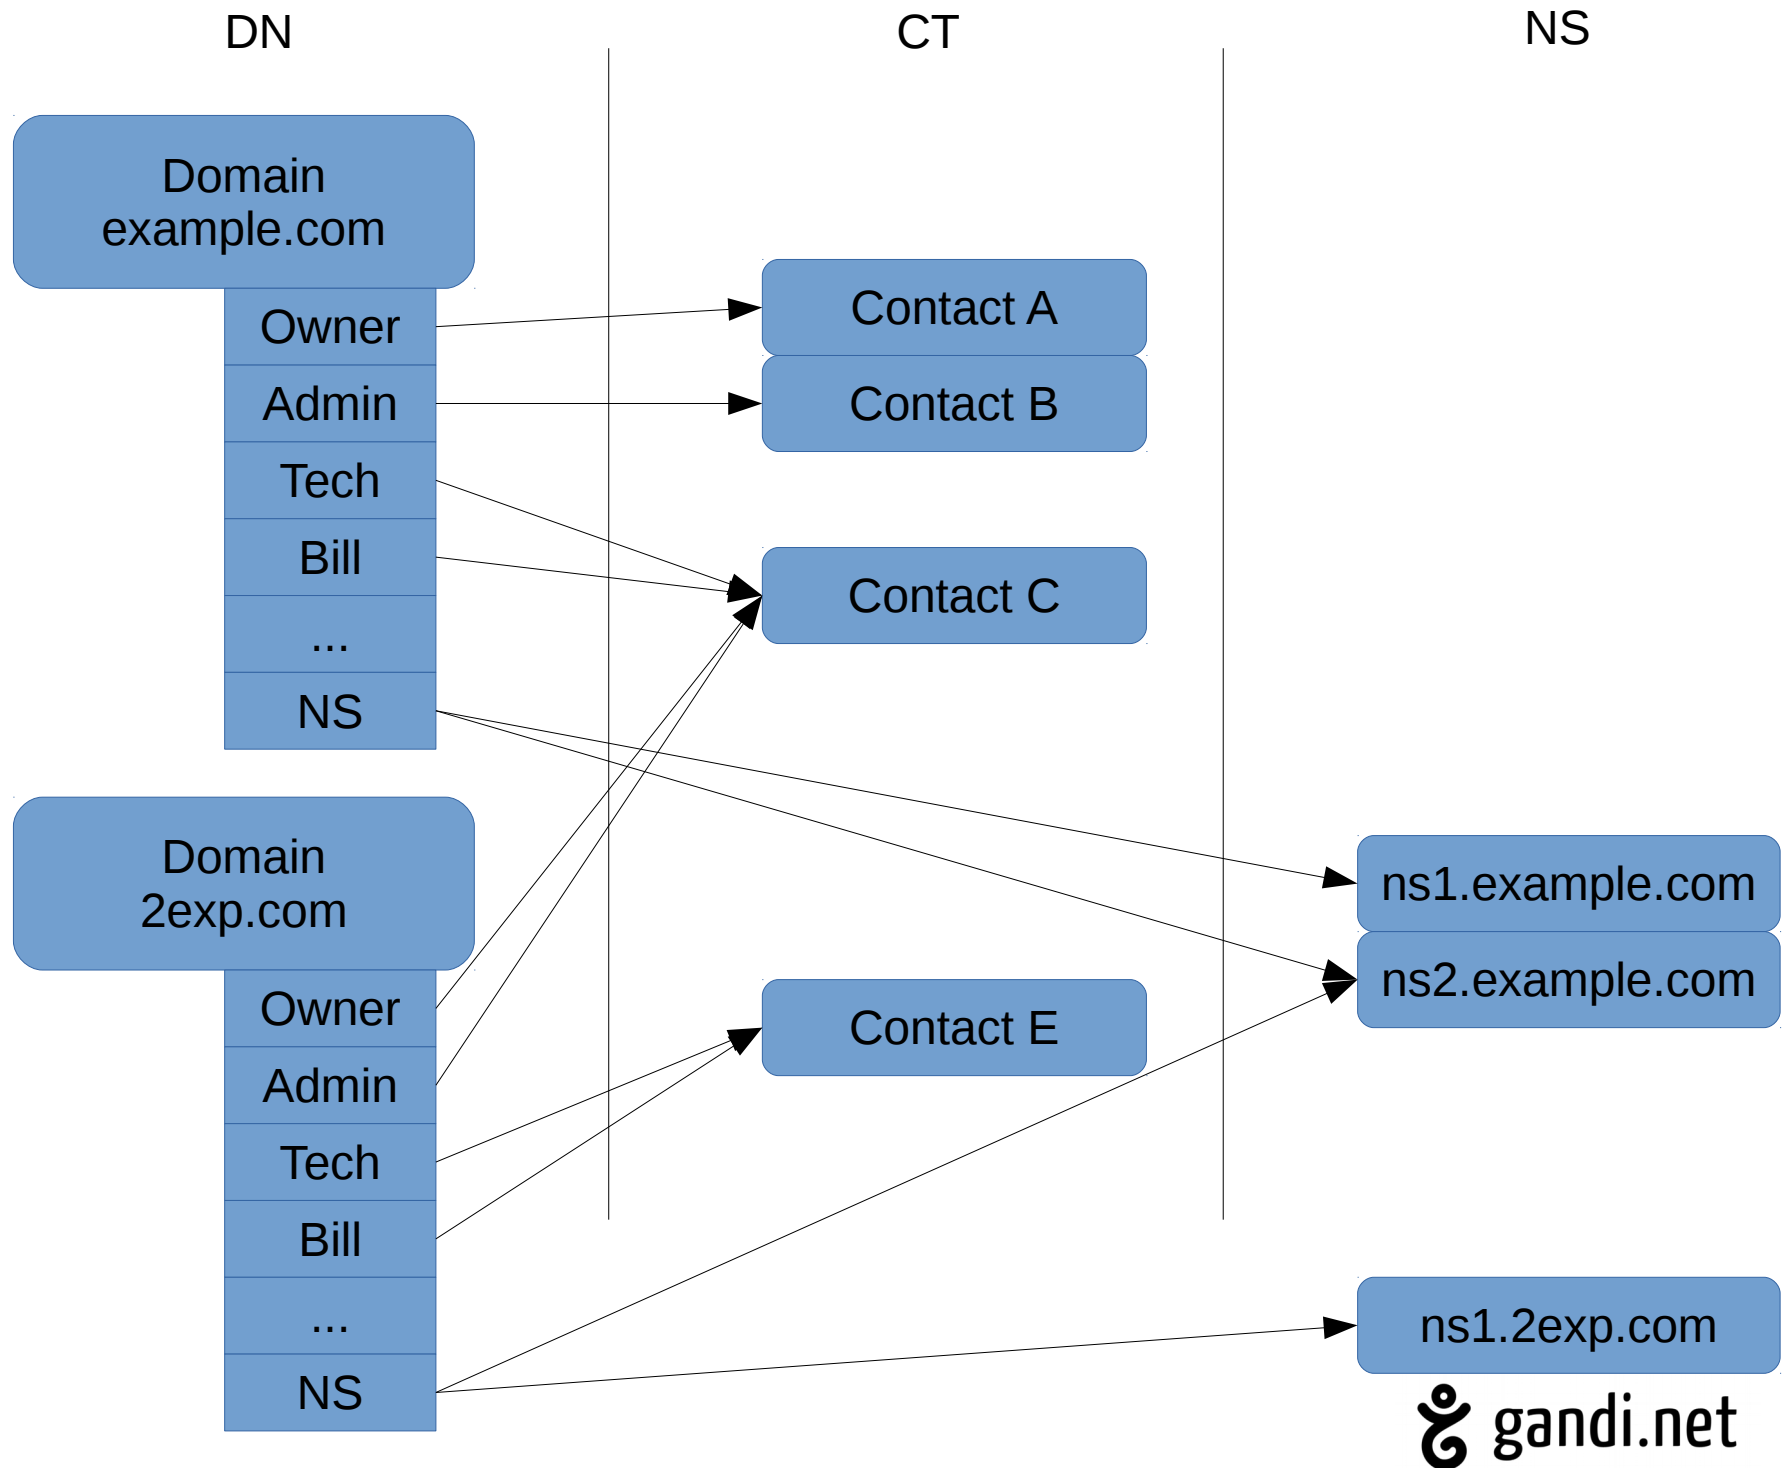 DN
CT
NS
Domain
example.com
Owner
Admin
Tech
Bill
...
NS
Domain
2exp.com
Owner
Admin
Tech
Bill
...
NS
Contact A
Contact B
Contact C
Contact E
ns1.example.com
ns2.example.com
ns1.2exp.com
gandi.net